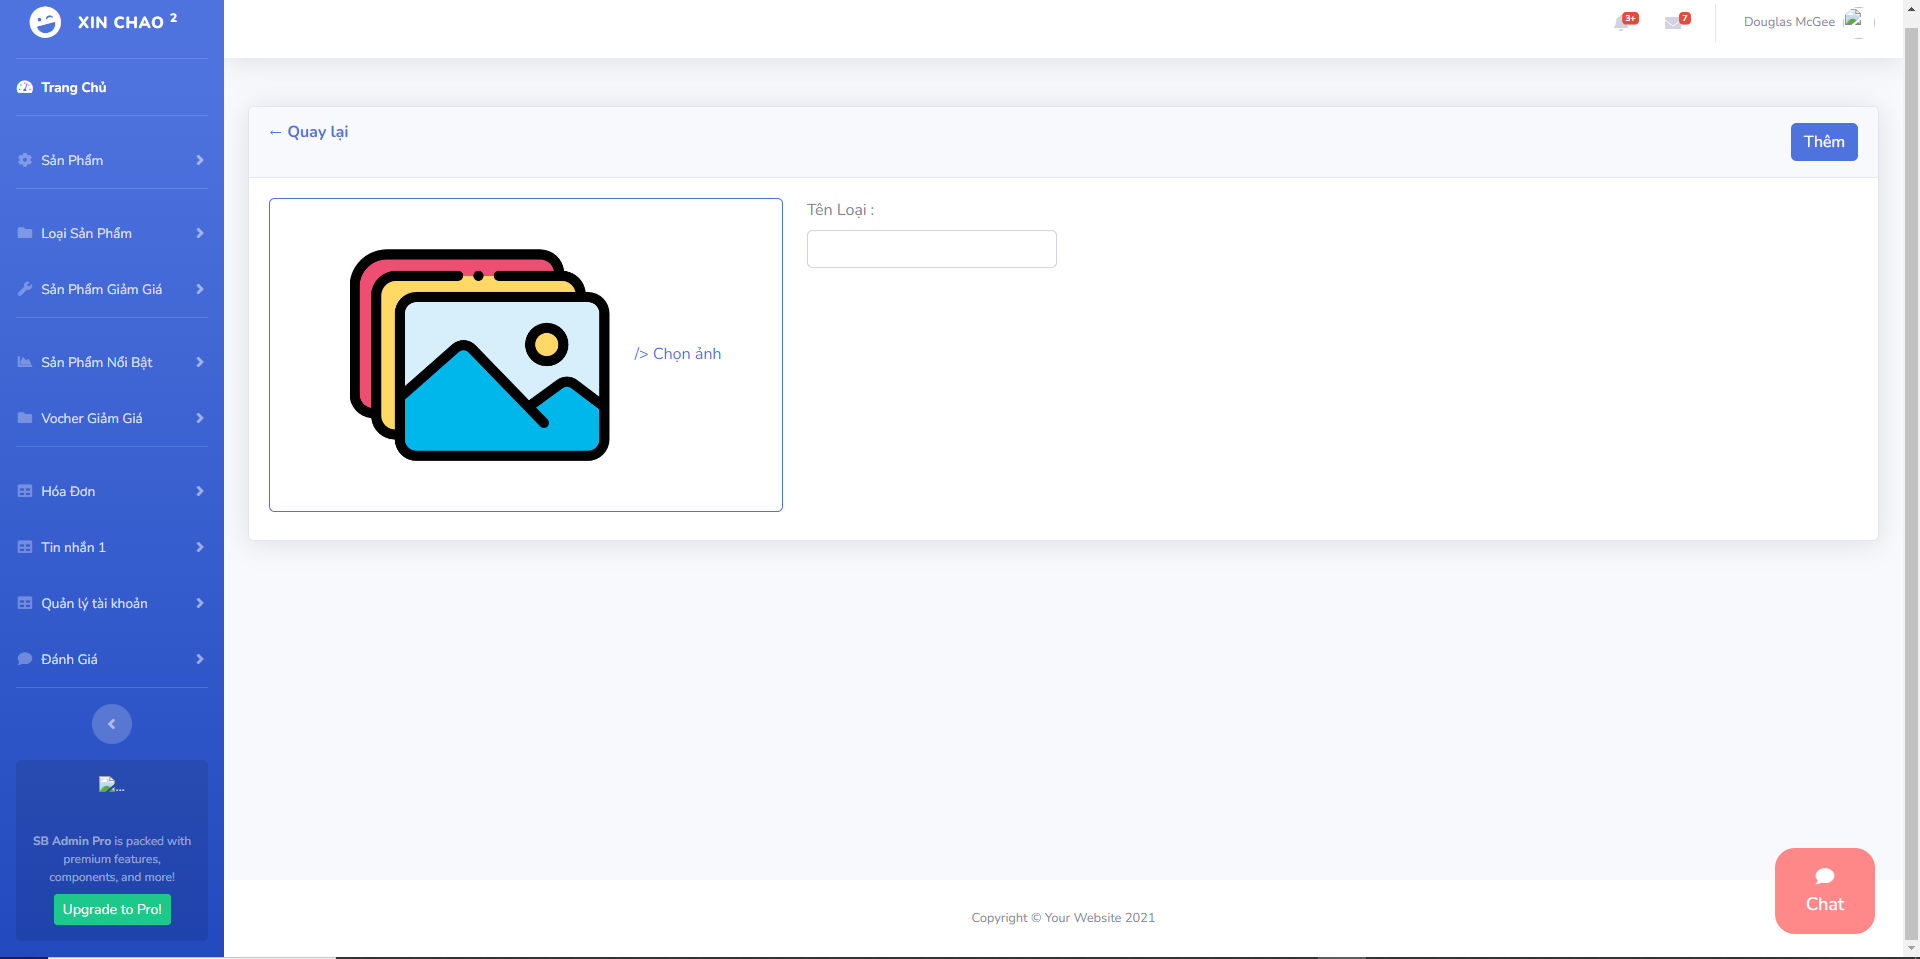 XIN CHAO 2
3+
7
Douglas McGee
Trang Chủ
← Quay lại
Thêm
Sản Phẩm
Tên Loại :
Loại Sản Phẩm
Sản Phẩm Giảm Giá
/> Chọn ảnh
Sản Phẩm Nổi Bật
Vocher Giảm Giá
Hóa Đơn
Tin nhắn 1
Quản lý tài khoản
Đánh Giá
...
SB Admin Pro is packed with
premium features,
components, and more!
Upgrade to Pro!
Chat
Copyright © Your Website 2021